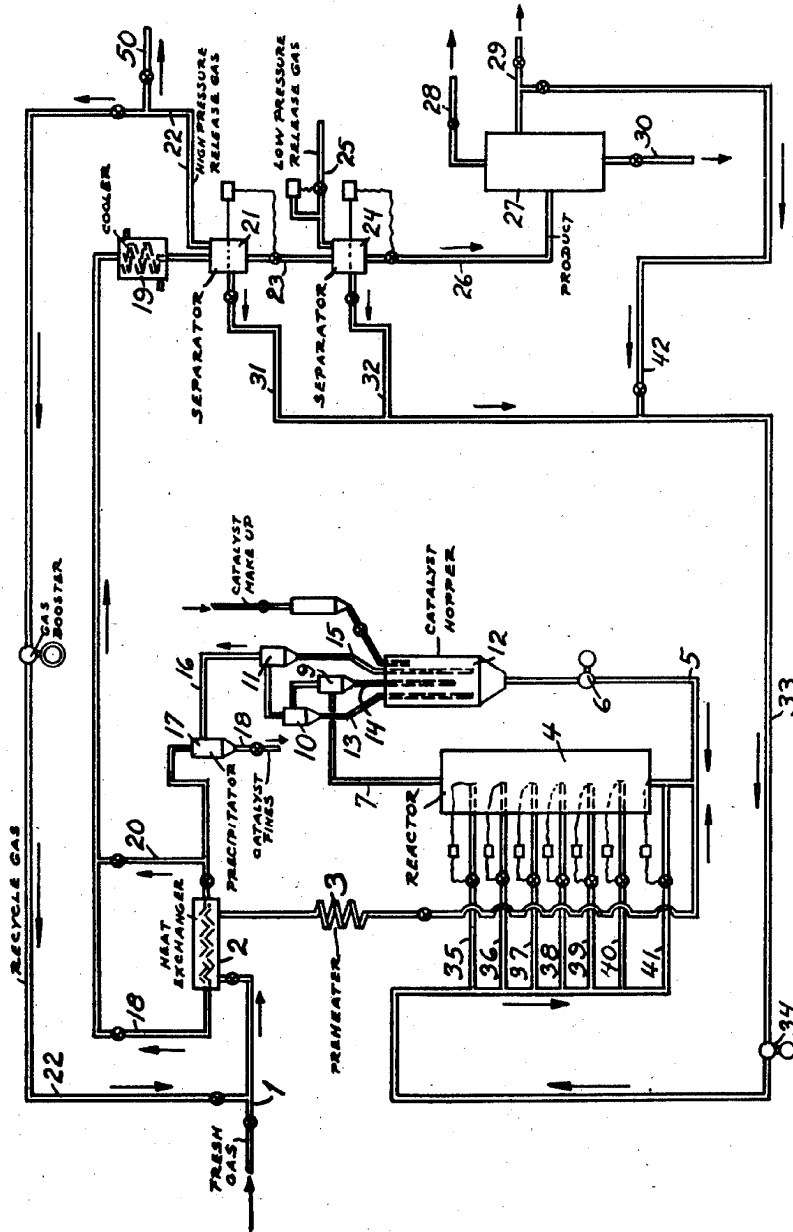 RECYCLE GAS
22
GAS
BOOSTER
50
22
HIGH PRESSURE
RELEASE GAS
COOLER
19
SEPARATOR
21
23
LOW PRESSURE
RELEASE GAS
25
SEPARATOR
24
26
PRODUCT
27
28
29
30
31
32
42
FRESH
GAS
1
18
HEAT
EXCHANGER
2
20
PREHEATER
3
PRECIPITATOR
17
16
18
CATALYST
FINES
11
10
9
13
14
15
CATALYST
MAKE UP
CATALYST
HOPPER
12
6
5
7
REACTOR
4
35
36
37
38
39
40
41
33
34